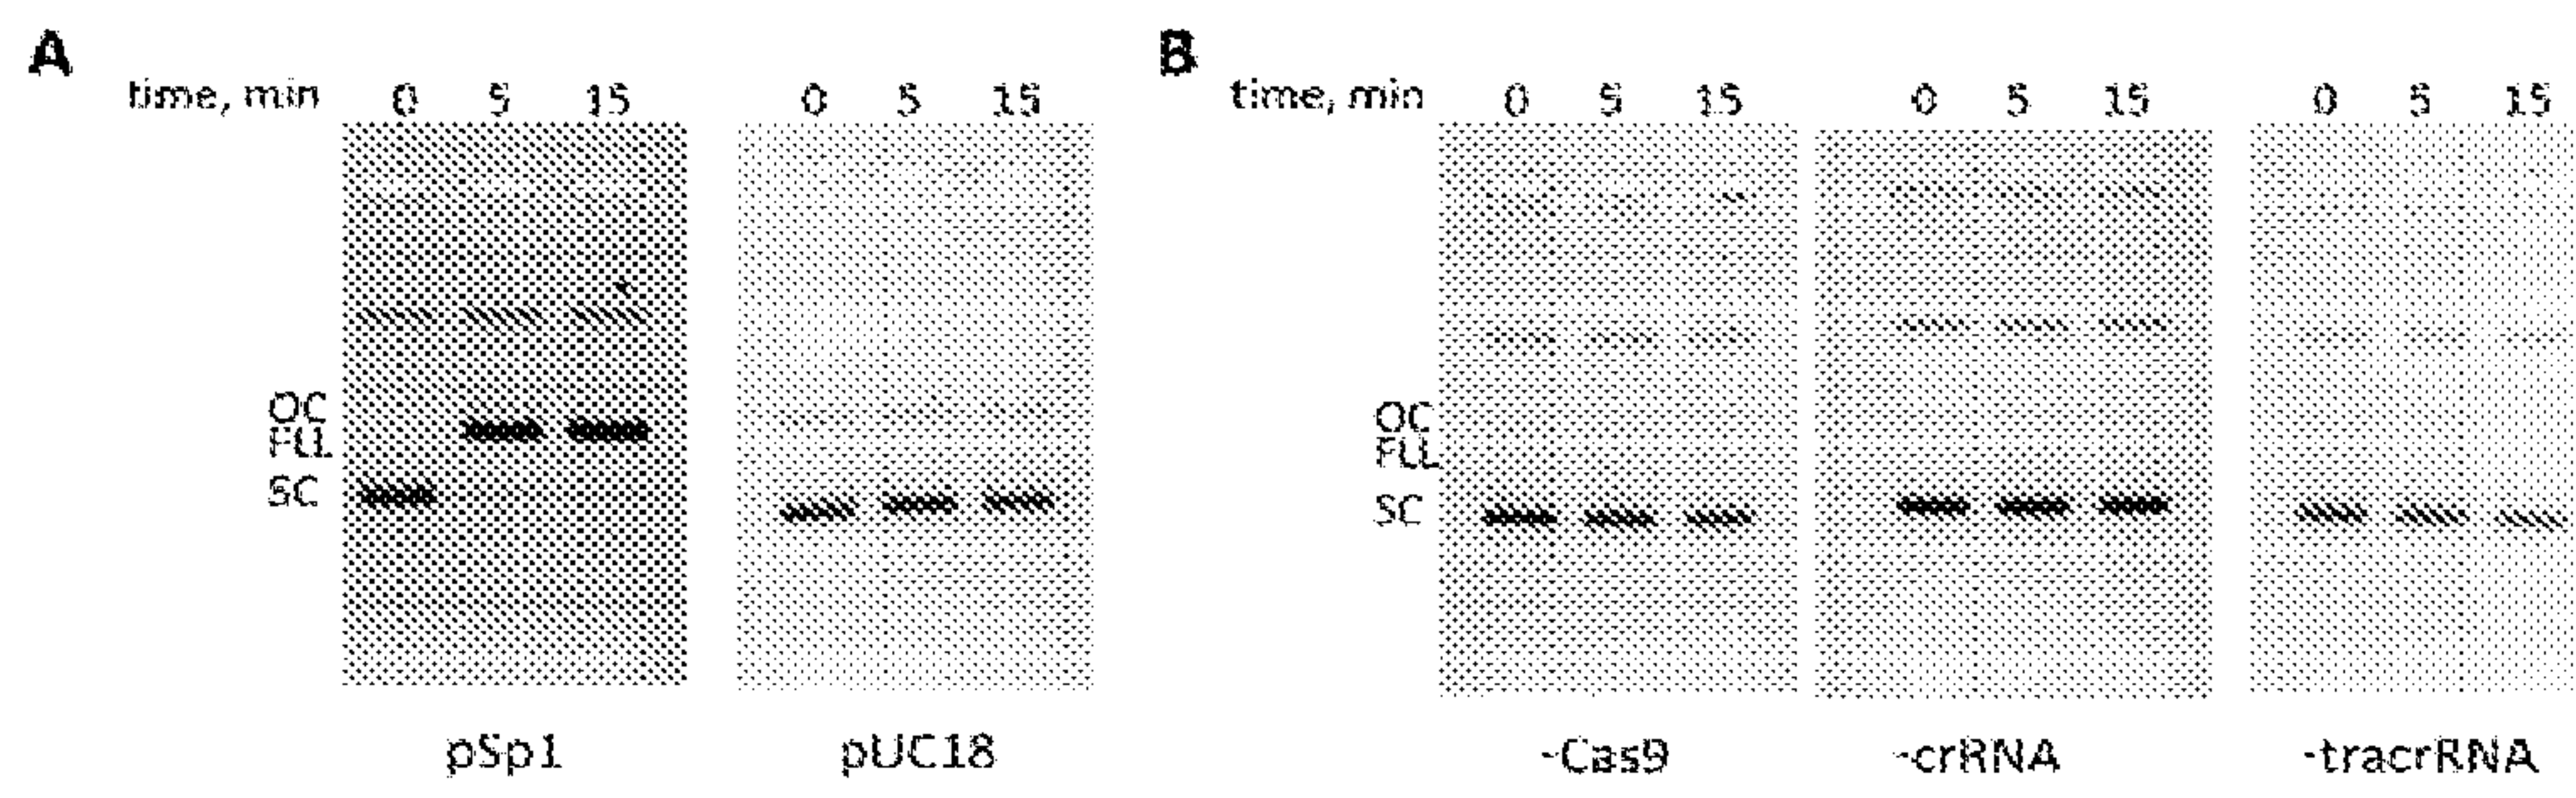 A B
time, min 0 5 15 0 5 15 time, min 0 5 15 0 5 15 0 5 15
OC OC
FLL FLL
SC SC
pSp1 pUC18 -Cas9 -crRNA -tracrRNA